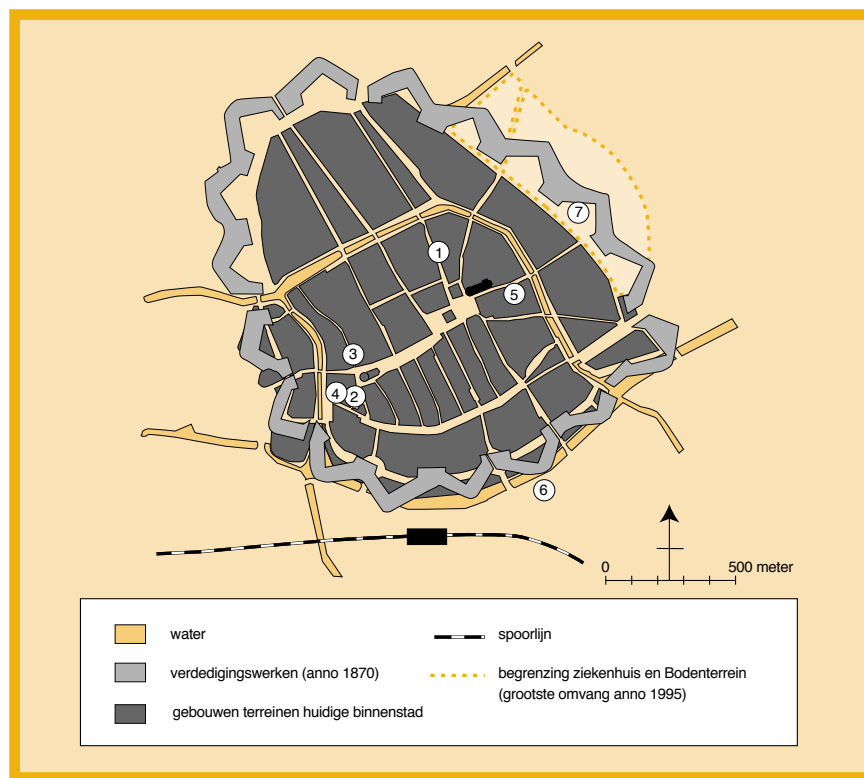 7
1
5
3
4
2
6
0
500 meter
water
spoorlijn
verdedigingswerken (anno 1870)
begrenzing ziekenhuis en Bodenterrein
(grootste omvang anno 1995)
gebouwen terreinen huidige binnenstad